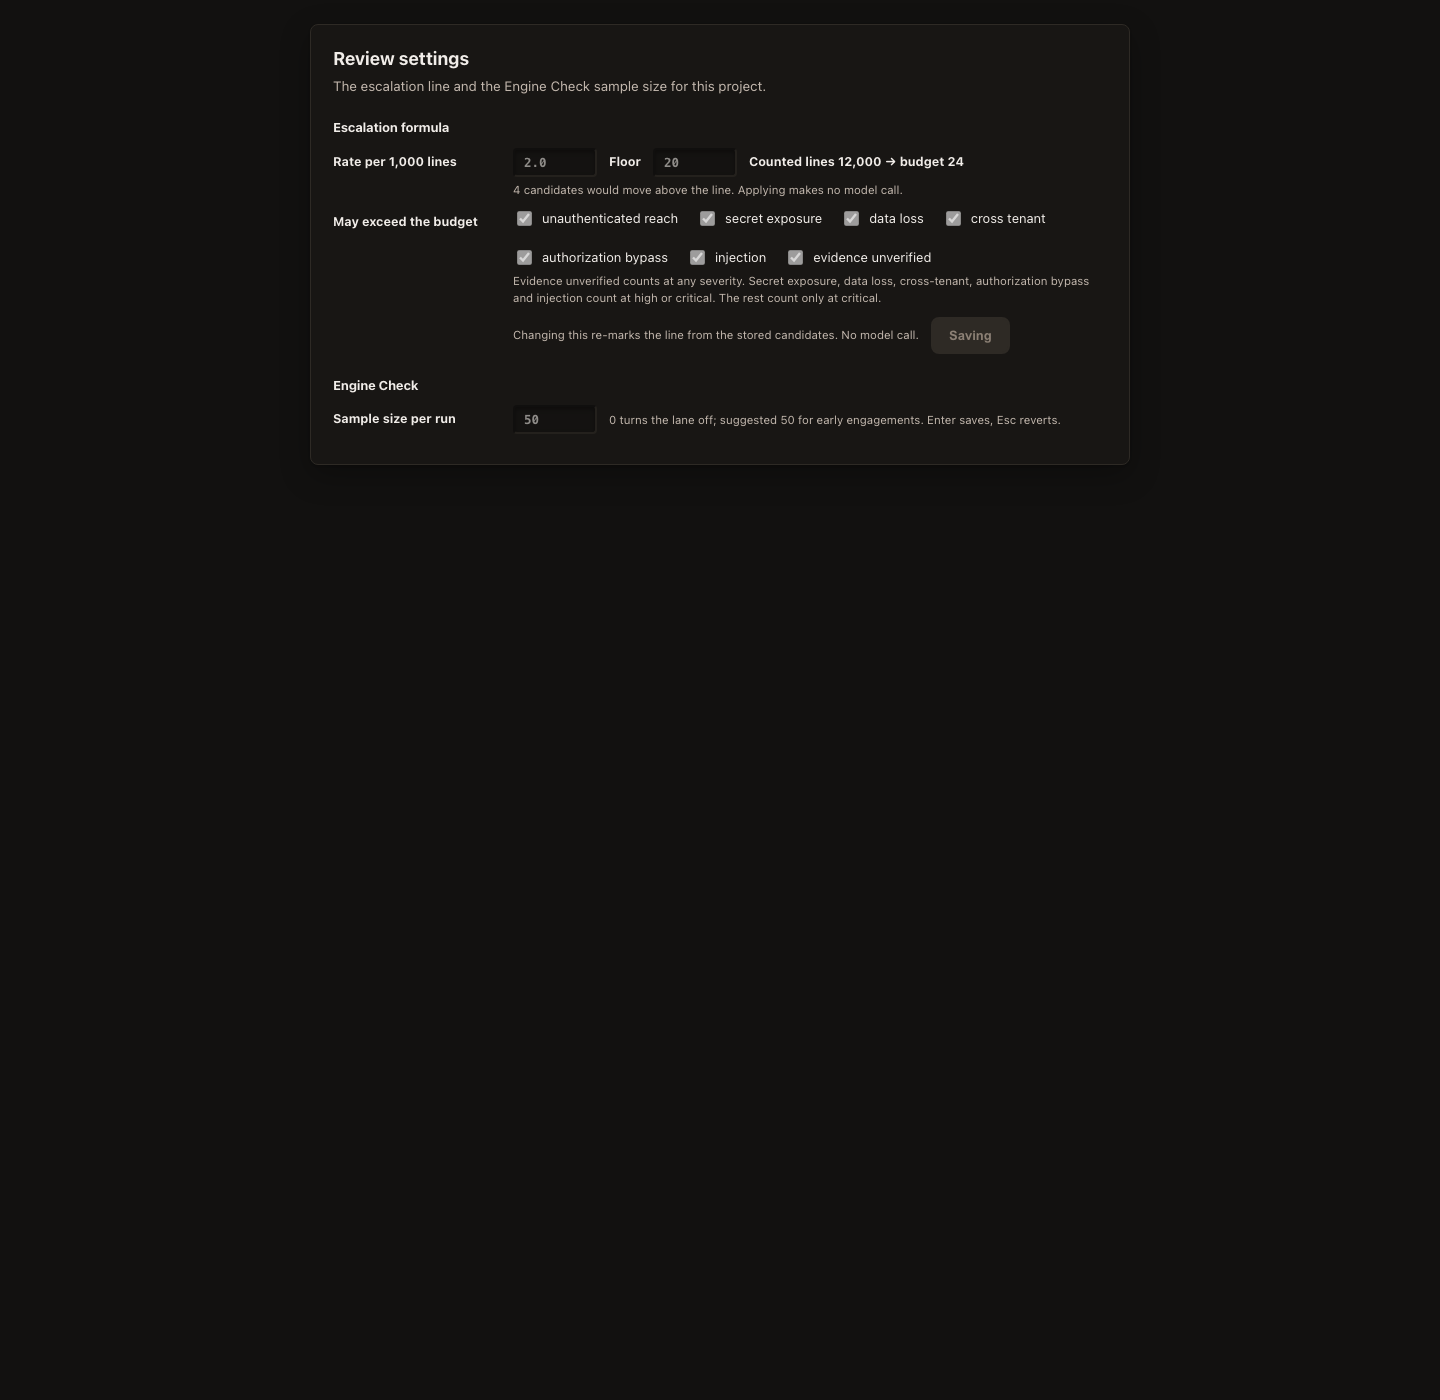 Review settings
The escalation line and the Engine Check sample size for this project.
Escalation formula
Rate per 1,000 lines 2.0 Floor 20 Counted lines 12,000 → budget 24
4 candidates would move above the line. Applying makes no model call.
May exceed the budget unauthenticated reach secret exposure data loss cross tenant
authorization bypass injection evidence unverified
Evidence unverified counts at any severity. Secret exposure, data loss, cross-tenant, authorization bypass
and injection count at high or critical. The rest count only at critical.
Changing this re-marks the line from the stored candidates. No model call. Saving
Engine Check
Sample size per run 50 0 turns the lane off; suggested 50 for early engagements. Enter saves, Esc reverts.